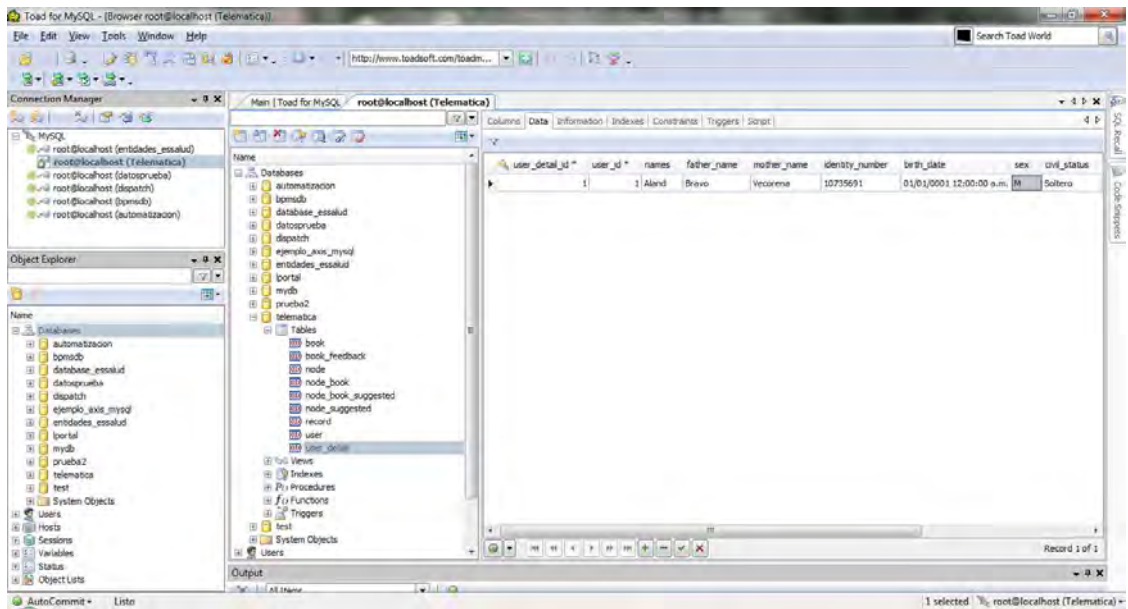 Toad for MySQL - [Browser root@localhost (Telematica)]
File Edit View Tools Window Help
Search Toad World
http://www.toadsoft.com/toadm...
Connection Manager
MySQL
root@localhost (entidades_essalud)
root@localhost (Telematica)
root@localhost (datosprueba)
root@localhost (dispatch)
root@localhost (bpmsdb)
root@localhost (automatizacion)
Object Explorer
Name
Databases
automatizacion
bpmsdb
database_essalud
datosprueba
dispatch
ejemplo_axis_mysql
entidades_essalud
lportal
mydb
prueba2
telematica
test
System Objects
Users
Hosts
Sessions
Variables
Status
Object Lists
Main | Toad for MySQL
root@localhost (Telematica)
Name
Databases
automatizacion
bpmsdb
database_essalud
datosprueba
dispatch
ejemplo_axis_mysql
entidades_essalud
lportal
mydb
prueba2
telematica
Tables
book
book_feedback
node
node_book
node_book_suggested
node_suggested
record
user
user_detail
Views
Indexes
Procedures
Functions
Triggers
test
System Objects
Users
Columns Data Information Indexes Constraints Triggers Script
user_detail_id * user_id * names father_name mother_name identity_number birth_date sex civil_status
1 1 Aland Bravo Vecorena 10735691 01/01/0001 12:00:00 a.m. M Soltero
Record 1 of 1
SQL Recall
Code Snippets
Output
All Items
AutoCommit Listo
1 selected root@localhost (Telematica)